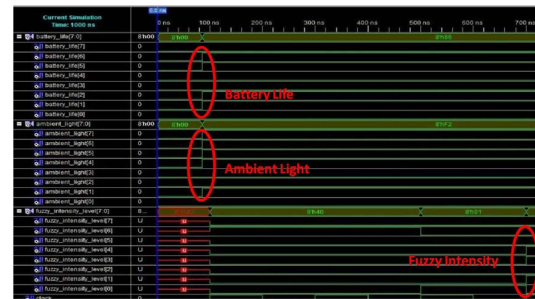 0.0 ns
Current Simulation
Time: 1000 ns
0 ns 100 ns 200 ns 300 ns 400 ns 500 ns 600 ns 700 ns
battery_life[7:0] 8'h00 8'h00
battery_life[7] 0
battery_life[6] 0
battery_life[5] 0
battery_life[4] 0
battery_life[3] 0
battery_life[2] 0
battery_life[1] 0
battery_life[0] 0
Battery Life
ambient_light[7:0] 8'h00 8'h00 8'hF2
ambient_light[7] 0
ambient_light[6] 0
ambient_light[5] 0
ambient_light[4] 0
ambient_light[3] 0
ambient_light[2] 0
ambient_light[1] 0
ambient_light[0] 0
Ambient Light
fuzzy_intensity_level[7:0] 8... 8'h40 8'h01
fuzzy_intensity_level[7] U U
fuzzy_intensity_level[6] U U
fuzzy_intensity_level[5] U U
fuzzy_intensity_level[4] U U
fuzzy_intensity_level[3] U U
fuzzy_intensity_level[2] U U
fuzzy_intensity_level[1] U U
fuzzy_intensity_level[0] U U
Fuzzy Intensity
clock